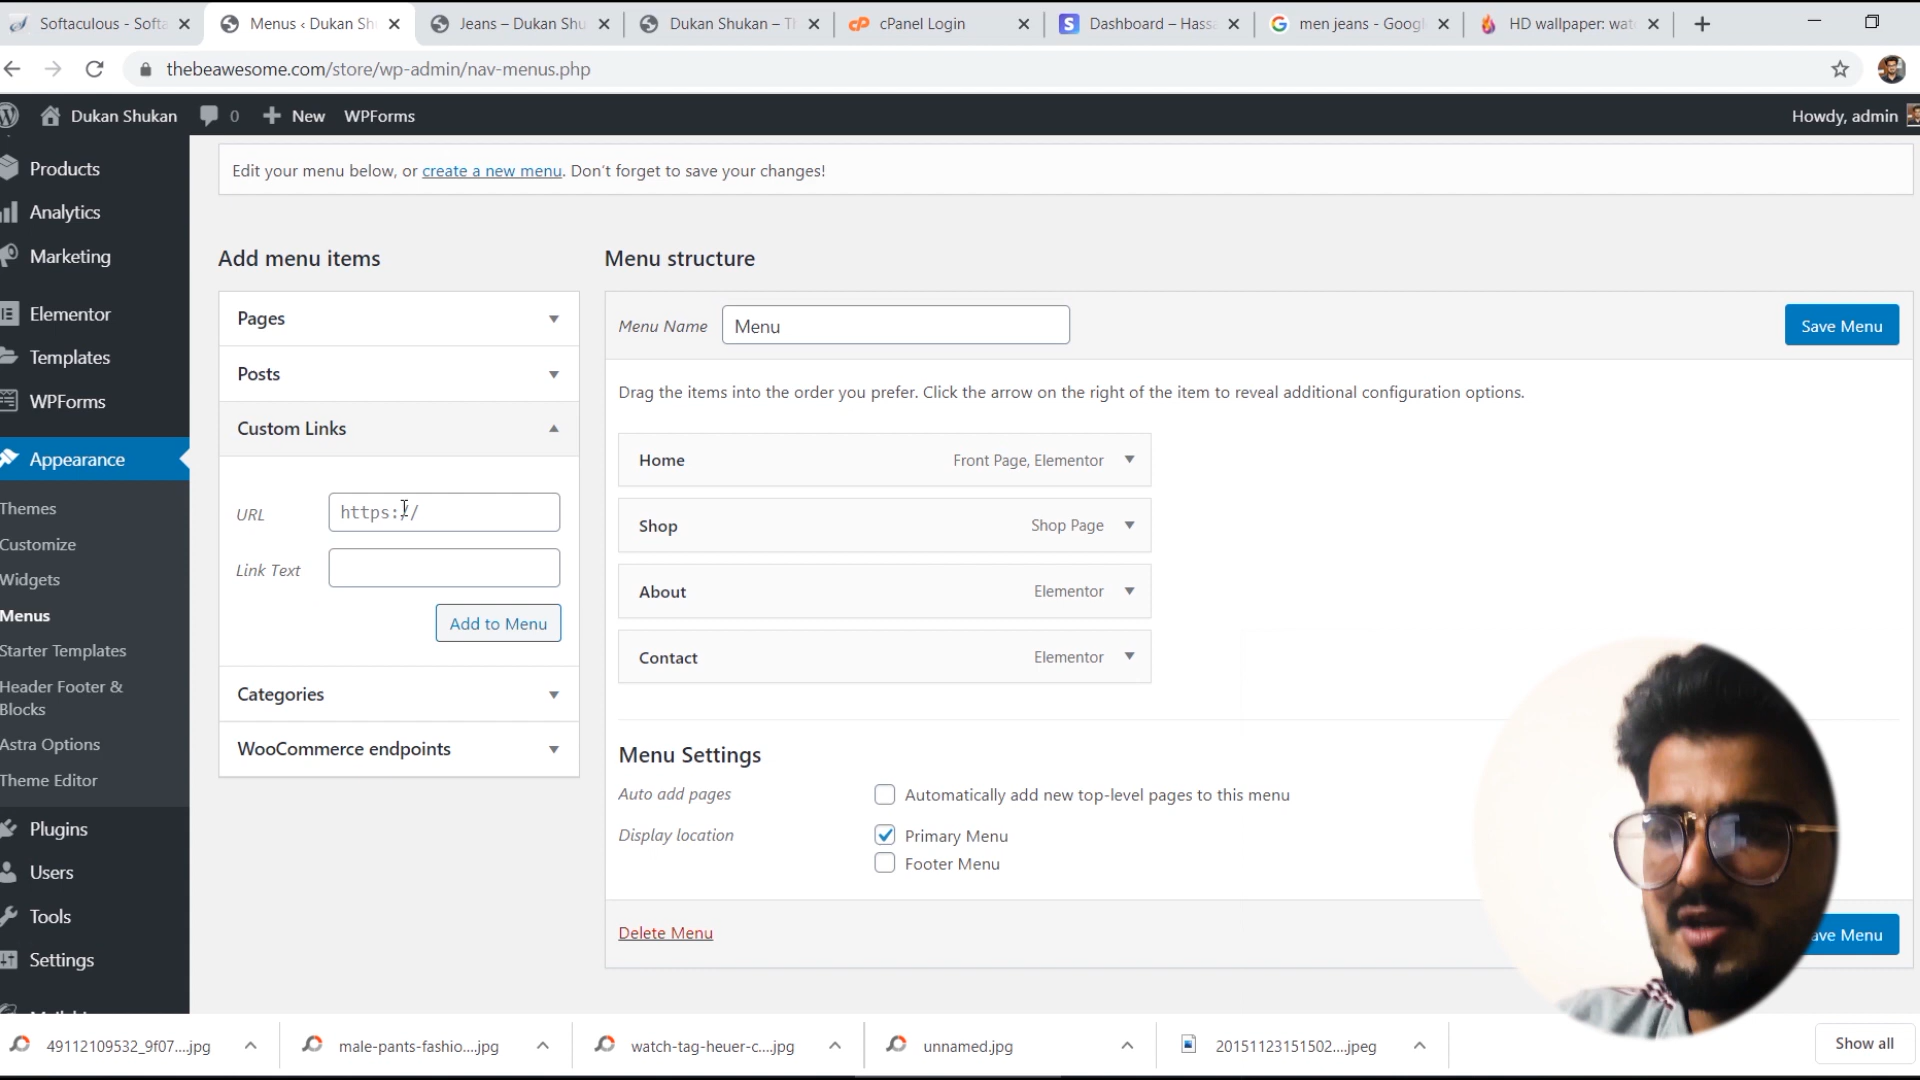 Softaculous - Softa
Menus ‹ Dukan Sh
Jeans – Dukan Shu
Dukan Shukan – T
cPanel Login
Dashboard – Hass
men jeans - Googl
HD wallpaper: wat
thebeawesome.com/store/wp-admin/nav-menus.php
Dukan Shukan
0
New
WPForms
Howdy, admin
Products
Analytics
Marketing
Elementor
Templates
WPForms
Appearance
Themes
Customize
Widgets
Menus
Starter Templates
Header Footer &
Blocks
Astra Options
Theme Editor
Plugins
Users
Tools
Settings
Edit your menu below, or create a new menu. Don't forget to save your changes!
Add menu items
Pages
Posts
Custom Links
URL
https://
Link Text
Add to Menu
Categories
WooCommerce endpoints
Menu structure
Menu Name
Menu
Save Menu
Drag the items into the order you prefer. Click the arrow on the right of the item to reveal additional configuration options.
Home
Front Page, Elementor
Shop
Shop Page
About
Elementor
Contact
Elementor
Menu Settings
Auto add pages
Automatically add new top-level pages to this menu
Display location
Primary Menu
Footer Menu
Delete Menu
ave Menu
49112109532_9f07....jpg
male-pants-fashio....jpg
watch-tag-heuer-c....jpg
unnamed.jpg
20151123151502....jpeg
Show all